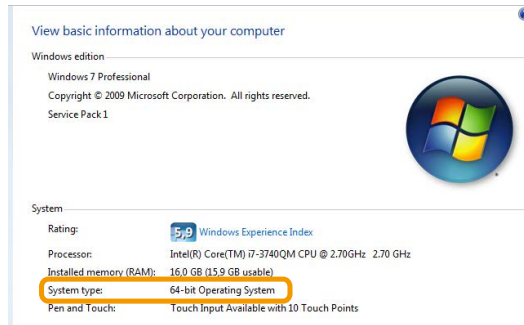 View basic information about your computer
Windows edition
Windows 7 Professional
Copyright © 2009 Microsoft Corporation. All rights reserved.
Service Pack 1
System
Rating: 5,9 Windows Experience Index
Processor: Intel(R) Core(TM) i7-3740QM CPU @ 2.70GHz 2.70 GHz
Installed memory (RAM): 16,0 GB (15,9 GB usable)
System type: 64-bit Operating System
Pen and Touch: Touch Input Available with 10 Touch Points